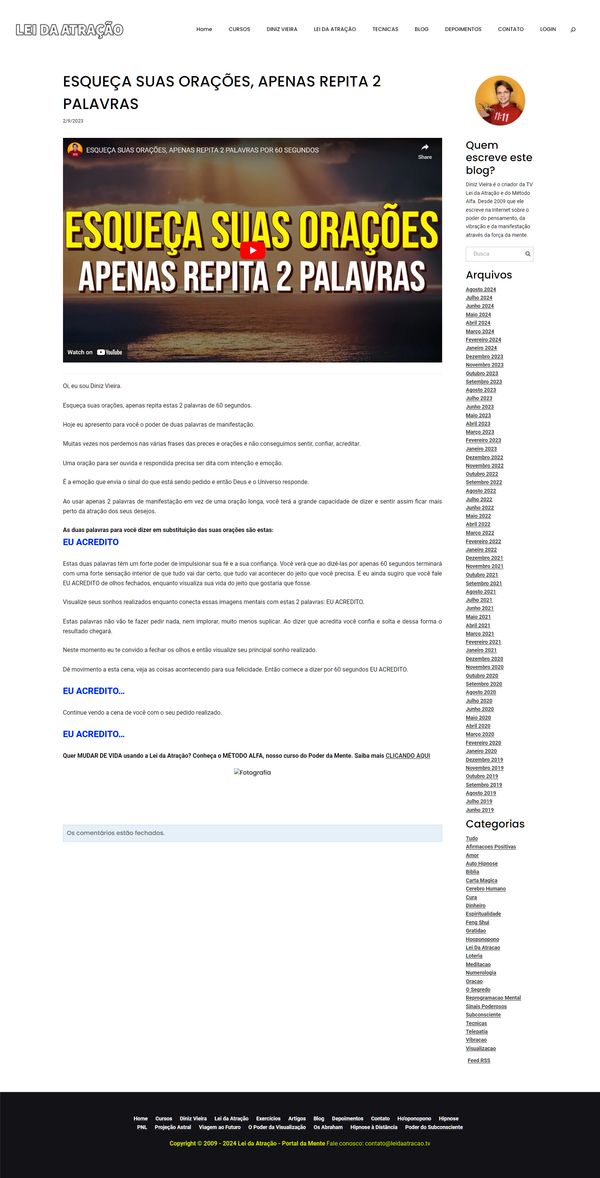 LEI DA ATRAÇÃO
Home CURSOS DINIZ VIEIRA LEI DA ATRAÇÃO TECNICAS BLOG DEPOIMENTOS CONTATO LOGIN
ESQUEÇA SUAS ORAÇÕES, APENAS REPITA 2
PALAVRAS
2/9/2023
ESQUEÇA SUAS ORAÇÕES, APENAS REPITA 2 PALAVRAS POR 60 SEGUNDOS
Share
ESQUEÇA SUAS ORAÇÕES
APENAS REPITA 2 PALAVRAS
Watch on YouTube
Oi, eu sou Diniz Vieira.
Esqueça suas orações, apenas repita estas 2 palavras de 60 segundos.
Hoje eu apresento para você o poder de duas palavras de manifestação.
Muitas vezes nos perdemos nas várias frases das preces e orações e não conseguimos sentir, confiar, acreditar.
Uma oração para ser ouvida e respondida precisa ser dita com intenção e emoção.
É a emoção que envia o sinal do que está sendo pedido e então Deus e o Universo responde.
Ao usar apenas 2 palavras de manifestação em vez de uma oração longa, você terá a grande capacidade de dizer e sentir assim ficar mais
perto da atração dos seus desejos.
As duas palavras para você dizer em substituição das suas orações são estas:
EU ACREDITO
Estas duas palavras têm um forte poder de impulsionar sua fé e a sua confiança. Você verá que ao dizê-las por apenas 60 segundos terminará
com uma forte sensação interior de que tudo vai dar certo, que tudo vai acontecer do jeito que você precisa. E eu ainda sugiro que você fale
EU ACREDITO de olhos fechados, enquanto visualiza sua vida do jeito que gostaria que fosse.
Visualize seus sonhos realizados enquanto conecta essas imagens mentais com estas 2 palavras: EU ACREDITO.
Estas palavras não vão te fazer pedir nada, nem implorar, muito menos suplicar. Ao dizer que acredita você confia e solta e dessa forma o
resultado chegará.
Neste momento eu te convido a fechar os olhos e então visualize seu principal sonho realizado.
Dê movimento a esta cena, veja as coisas acontecendo para sua felicidade. Então comece a dizer por 60 segundos EU ACREDITO.
EU ACREDITO...
Continue vendo a cena de você com o seu pedido realizado.
EU ACREDITO...
Quer MUDAR DE VIDA usando a Lei da Atração? Conheça o MÉTODO ALFA, nosso curso do Poder da Mente. Saiba mais CLICANDO AQUI
Fotografia
Os comentários estão fechados.
11:11
Quem
escreve este
blog?
Diniz Vieira é o criador da TV
Lei da Atração e do Método
Alfa. Desde 2009 que ele
escreve na Internet sobre o
poder do pensamento, da
vibração e da manifestação
através da força da mente.
Busca
Arquivos
Agosto 2024
Julho 2024
Junho 2024
Maio 2024
Abril 2024
Março 2024
Fevereiro 2024
Janeiro 2024
Dezembro 2023
Novembro 2023
Outubro 2023
Setembro 2023
Agosto 2023
Julho 2023
Junho 2023
Maio 2023
Abril 2023
Março 2023
Fevereiro 2023
Janeiro 2023
Dezembro 2022
Novembro 2022
Outubro 2022
Setembro 2022
Agosto 2022
Julho 2022
Junho 2022
Maio 2022
Abril 2022
Março 2022
Fevereiro 2022
Janeiro 2022
Dezembro 2021
Novembro 2021
Outubro 2021
Setembro 2021
Agosto 2021
Julho 2021
Junho 2021
Maio 2021
Abril 2021
Março 2021
Fevereiro 2021
Janeiro 2021
Dezembro 2020
Novembro 2020
Outubro 2020
Setembro 2020
Agosto 2020
Julho 2020
Junho 2020
Maio 2020
Abril 2020
Março 2020
Fevereiro 2020
Janeiro 2020
Dezembro 2019
Novembro 2019
Outubro 2019
Setembro 2019
Agosto 2019
Julho 2019
Junho 2019
Categorias
Tudo
Afirmacoes Positivas
Amor
Auto Hipnose
Biblia
Carta Magica
Cerebro Humano
Cura
Dinheiro
Espiritualidade
Feng Shui
Gratidao
Hooponopono
Lei Da Atracao
Loteria
Meditacao
Numerologia
Oracao
O Segredo
Reprogramacao Mental
Sinais Poderosos
Subconsciente
Tecnicas
Telepatia
Vibracao
Visualizacao
Feed RSS
Home Cursos Diniz Vieira Lei da Atração Exercícios Artigos Blog Depoimentos Contato Ho'oponopono Hipnose
PNL Projeção Astral Viagem ao Futuro O Poder da Visualização Os Abraham Hipnose à Distância Poder do Subconsciente
Copyright © 2009 - 2024 Lei da Atração - Portal da Mente Fale conosco: contato@leidaatracao.tv